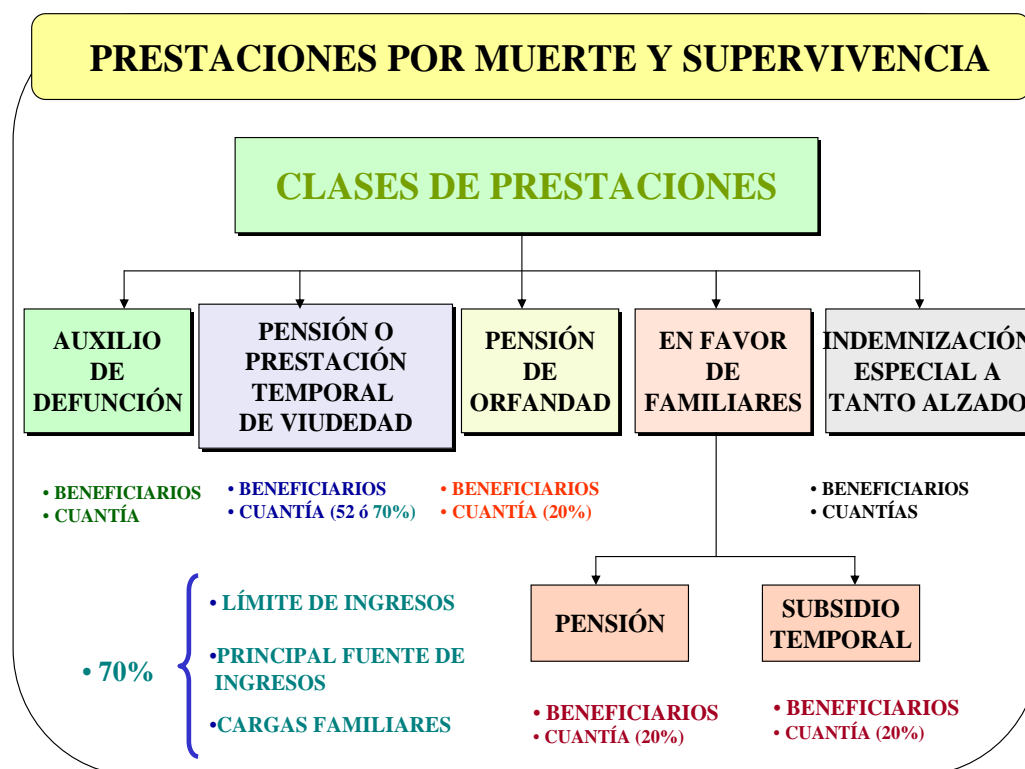 PRESTACIONES POR MUERTE Y SUPERVIVENCIA
CLASES DE PRESTACIONES
AUXILIO
DE
DEFUNCIÓN
PENSIÓN O
PRESTACIÓN
TEMPORAL
DE VIUDEDAD
PENSIÓN
DE
ORFANDAD
EN FAVOR
DE
FAMILIARES
INDEMNIZACIÓN
ESPECIAL A
TANTO ALZADO
• BENEFICIARIOS
• CUANTÍA
• BENEFICIARIOS
• CUANTÍA (52 ó 70%)
• BENEFICIARIOS
• CUANTÍA (20%)
• BENEFICIARIOS
• CUANTÍAS
• 70%
• LÍMITE DE INGRESOS
•PRINCIPAL FUENTE DE
INGRESOS
•CARGAS FAMILIARES
PENSIÓN
SUBSIDIO
TEMPORAL
• BENEFICIARIOS
• CUANTÍA (20%)
• BENEFICIARIOS
• CUANTÍA (20%)